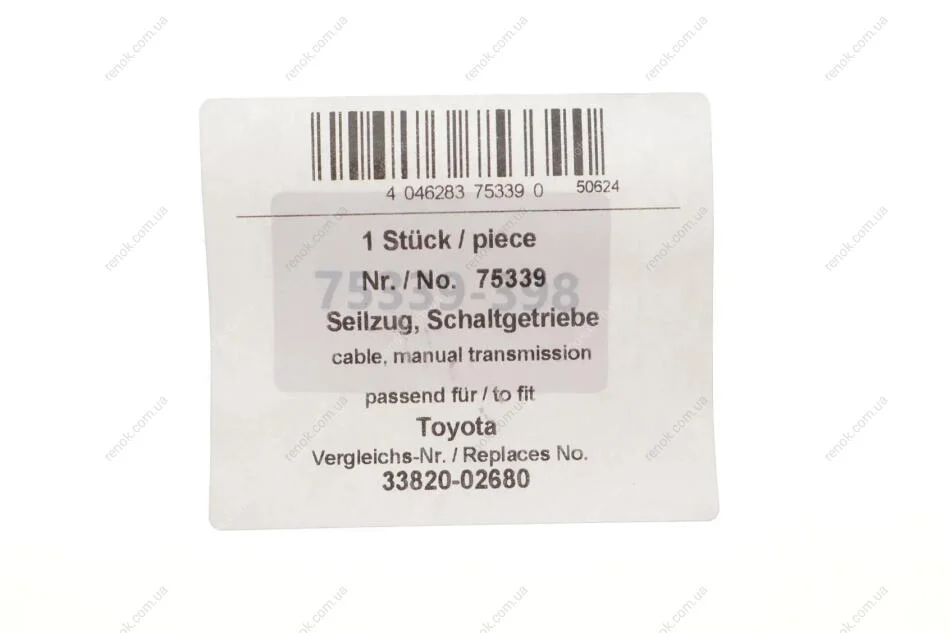 4 046283 75339 0 50624
1 Stück / piece
Nr. / No. 75339
75339-398
Seilzug, Schaltgetriebe
cable, manual transmission
passend für / to fit
Toyota
Vergleichs-Nr. / Replaces No.
33820-02680
renok.com.ua